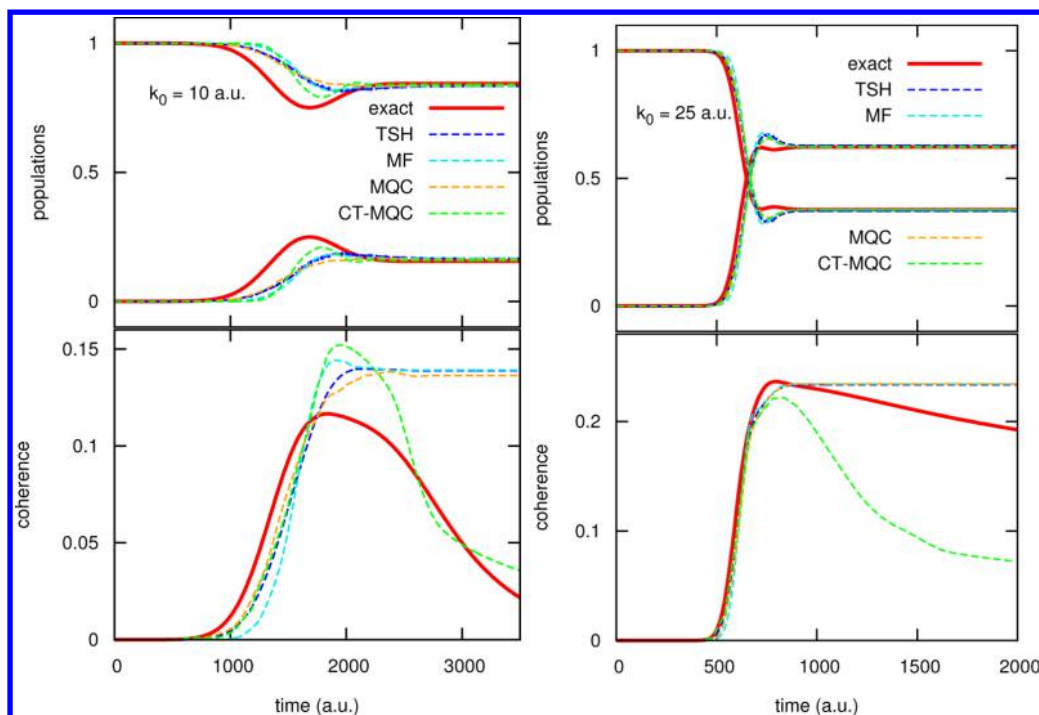 1
0.5
0
populations
k0 = 10 a.u.
exact
TSH
MF
MQC
CT-MQC
1
0.5
0
populations
k0 = 25 a.u.
exact
TSH
MF
MQC
CT-MQC
0.15
0.1
0.05
0
coherence
0 1000 2000 3000
time (a.u.)
0.2
0.1
0
coherence
0 500 1000 1500 2000
time (a.u.)